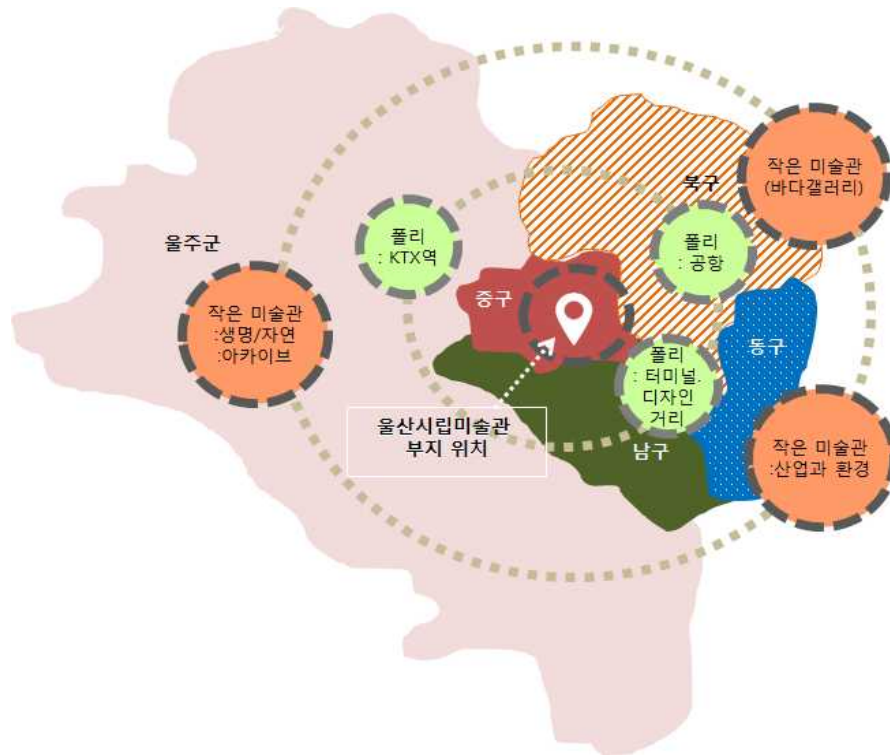 작은 미술관
(바다갤러리)
북구
울주군
폴리
: KTX역
폴리
: 공항
중구
작은 미술관
:생명/자연
:아카이브
동구
폴리
: 터미널.
디자인
거리
울산시립미술관
부지 위치
남구
작은 미술관
:산업과 환경